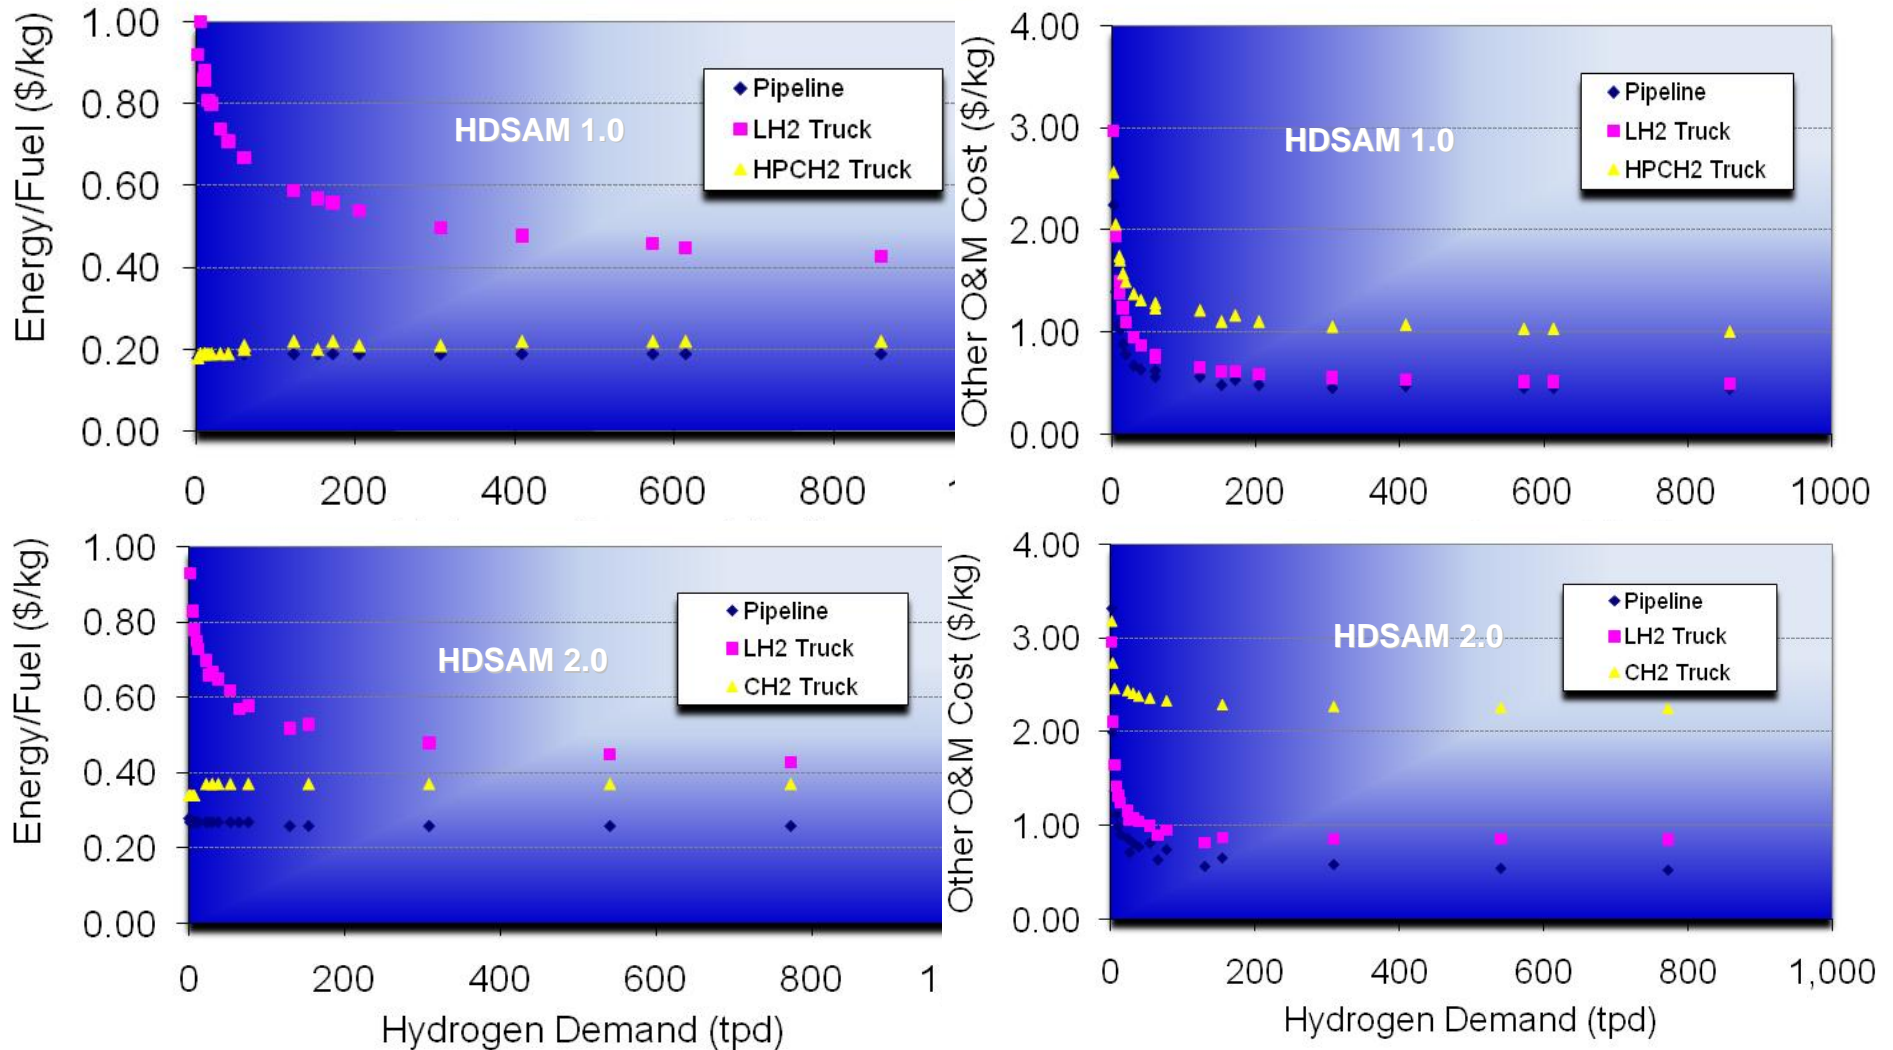 Energy/Fuel ($/kg)
1.00
0.80
0.60
0.40
0.20
0.00
0
200
400
600
800
HDSAM 1.0
Pipeline
LH2 Truck
HPCH2 Truck
Other O&M Cost ($/kg)
4.00
3.00
2.00
1.00
0.00
0
200
400
600
800
1000
HDSAM 1.0
Pipeline
LH2 Truck
HPCH2 Truck
Energy/Fuel ($/kg)
1.00
0.80
0.60
0.40
0.20
0.00
0
200
400
600
800
1
HDSAM 2.0
Pipeline
LH2 Truck
CH2 Truck
Hydrogen Demand (tpd)
Other O&M Cost ($/kg)
4.00
3.00
2.00
1.00
0.00
0
200
400
600
800
1,000
HDSAM 2.0
Pipeline
LH2 Truck
CH2 Truck
Hydrogen Demand (tpd)